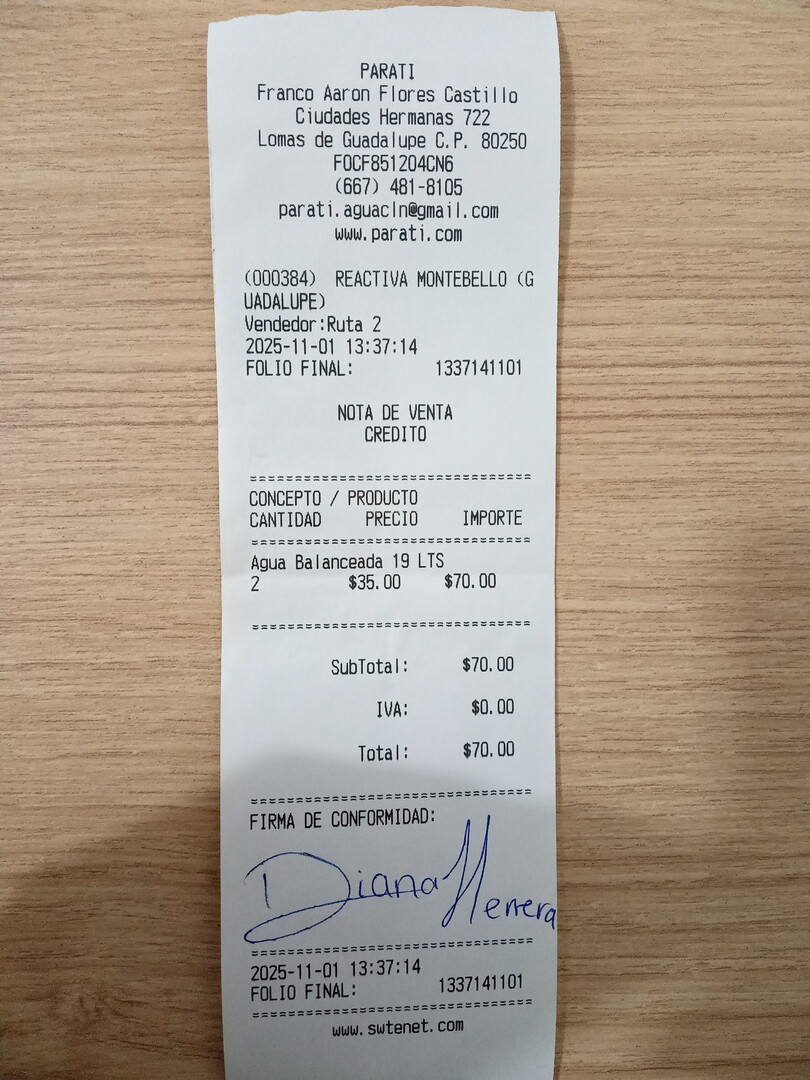 PARATI
Franco Aaron Flores Castillo
Ciudades Hermanas 722
Lomas de Guadalupe C.P. 80250
FOCF851204CN6
(667) 481-8105
parati.aguacln@gmail.com
www.parati.com
(000384) REACTIVA MONTEBELLO (G
UADALUPE)
Vendedor:Ruta 2
2025-11-01 13:37:14
FOLIO FINAL: 1337141101
NOTA DE VENTA
CREDITO
==============================
CONCEPTO / PRODUCTO
CANTIDAD PRECIO IMPORTE
==============================
Agua Balanceada 19 LTS
2 $35.00 $70.00
==============================
SubTotal: $70.00
IVA: $0.00
Total: $70.00
==============================
FIRMA DE CONFORMIDAD:
Diana Herrera
==============================
2025-11-01 13:37:14
FOLIO FINAL: 1337141101
==============================
www.swtenet.com